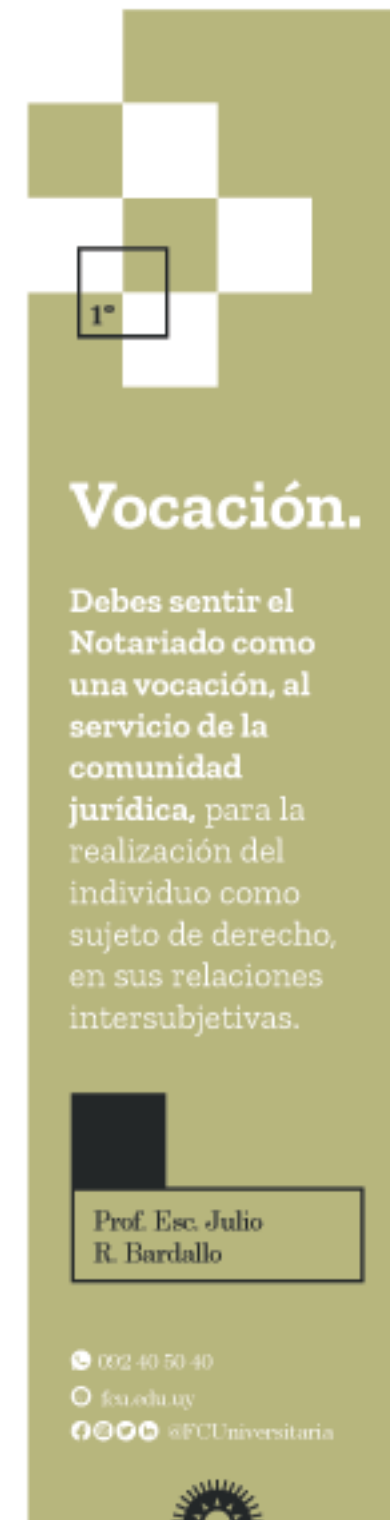 1º
Vocación.
Debes sentir el
Notariado como
una vocación, al
servicio de la
comunidad
jurídica, para la
realización del
individuo como
sujeto de derecho,
en sus relaciones
intersubjetivas.
Prof. Esc. Julio
R. Bardallo
092 40 50 40
fcu.edu.uy
@FCUniversitaria